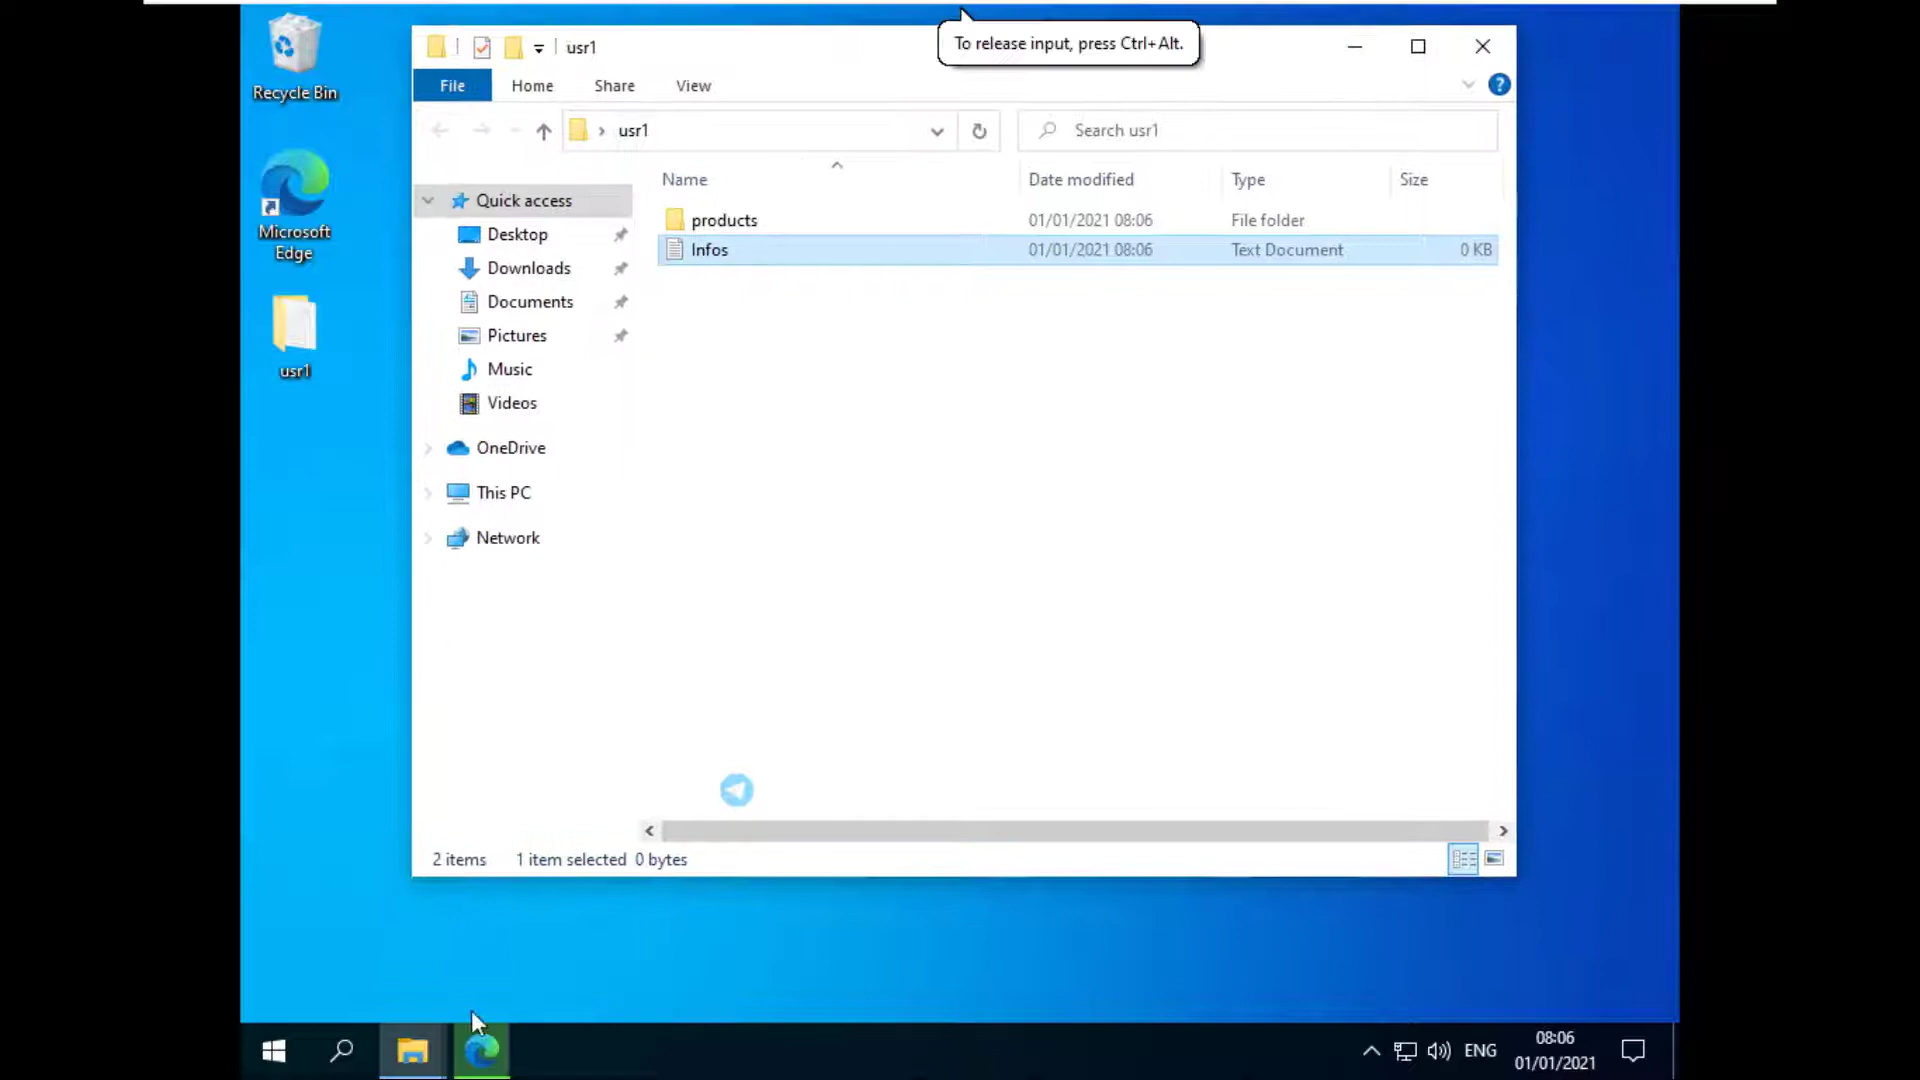 To release input, press Ctrl+Alt.
Recycle Bin
Microsoft
Edge
usr1
usr1
File
Home
Share
View
?
usr1
Search usr1
Name
Date modified
Type
Size
products
01/01/2021 08:06
File folder
Infos
01/01/2021 08:06
Text Document
0 KB
Quick access
Desktop
Downloads
Documents
Pictures
Music
Videos
OneDrive
This PC
Network
2 items
1 item selected 0 bytes
ENG
08:06
01/01/2021